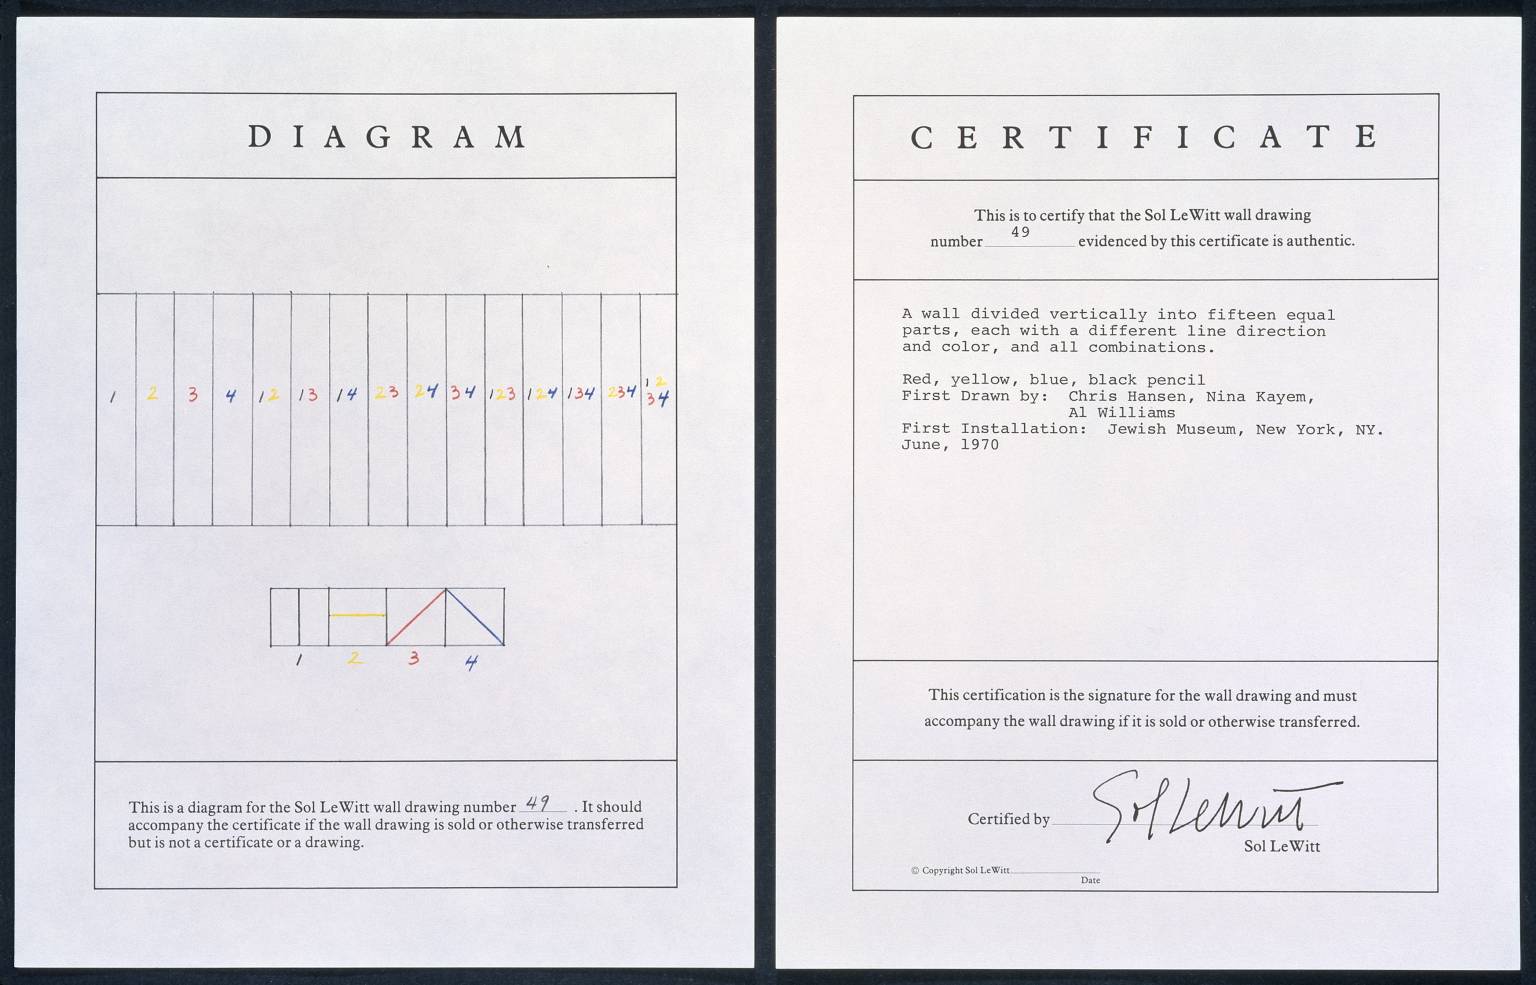 DIAGRAM
1 2 3 4 12 13 14 23 24 34 123 124 134 234 12
34
1 2 3 4
This is a diagram for the Sol LeWitt wall drawing number 49 . It should
accompany the certificate if the wall drawing is sold or otherwise transferred
but is not a certificate or a drawing.
CERTIFICATE
This is to certify that the Sol LeWitt wall drawing
number 49 evidenced by this certificate is authentic.
A wall divided vertically into fifteen equal
parts, each with a different line direction
and color, and all combinations.
Red, yellow, blue, black pencil
First Drawn by: Chris Hansen, Nina Kayem,
Al Williams
First Installation: Jewish Museum, New York, NY.
June, 1970
This certification is the signature for the wall drawing and must
accompany the wall drawing if it is sold or otherwise transferred.
Certified by Sol LeWitt
Sol LeWitt
© Copyright Sol LeWitt
Date